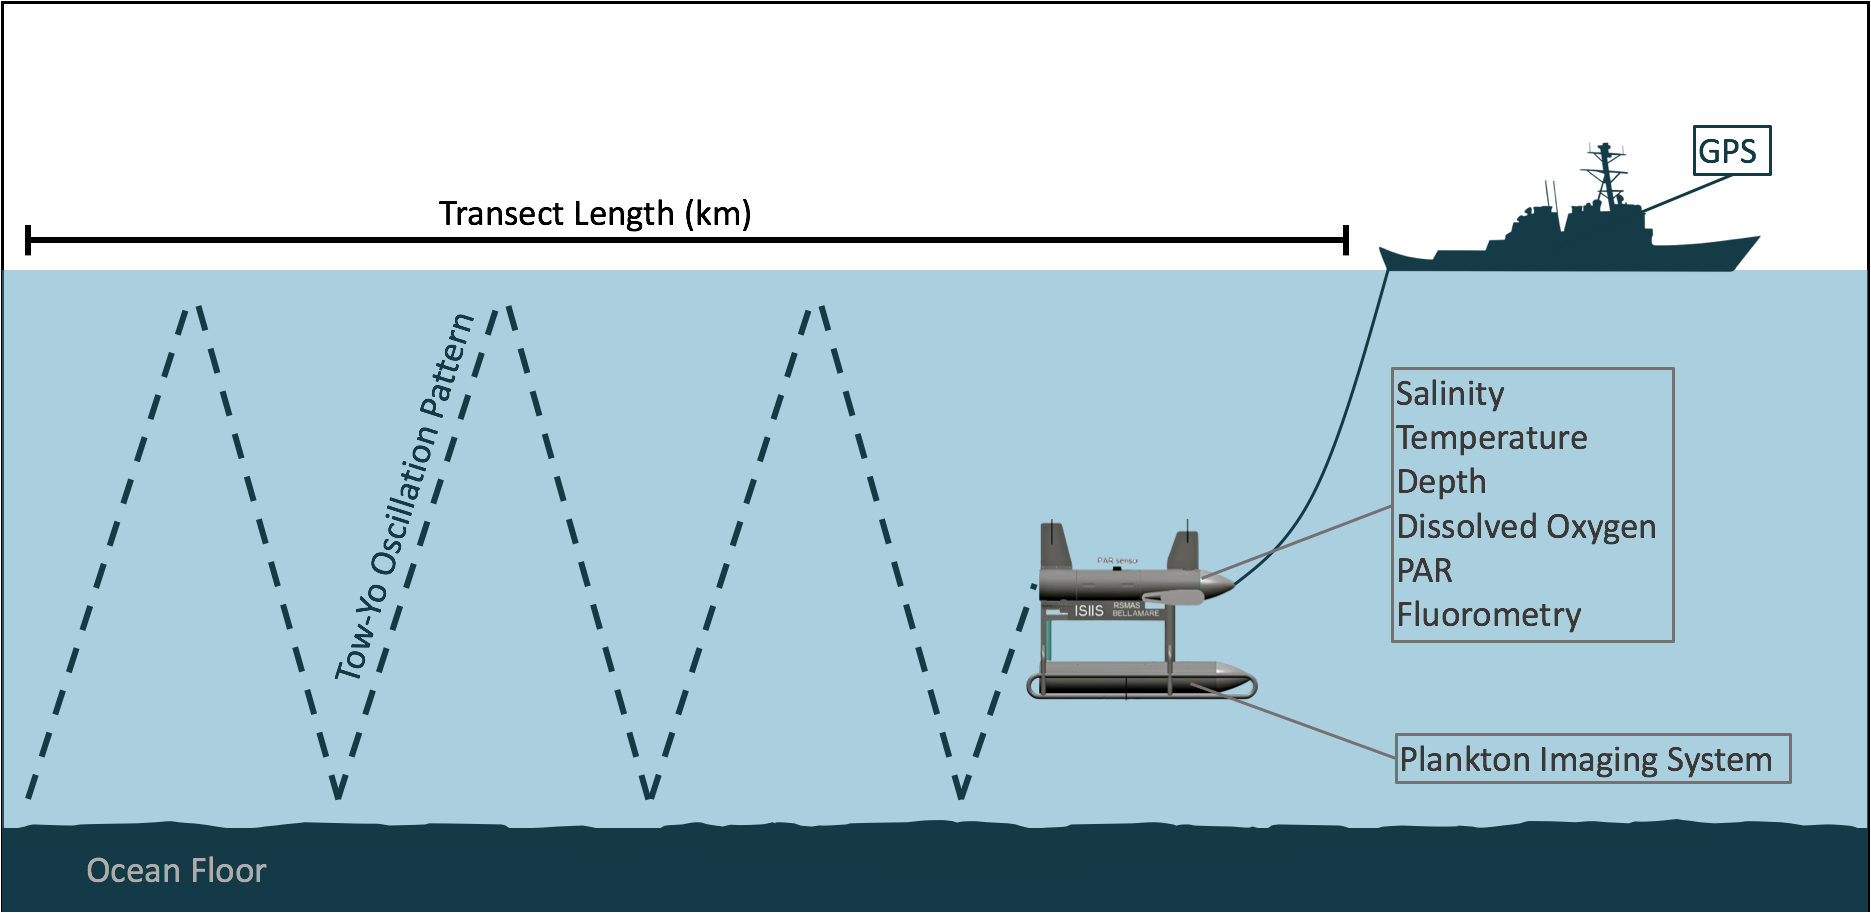 GPS
Transect Length (km)
Tow-Yo Oscillation Pattern
Salinity
Temperature
Depth
Dissolved Oxygen
PAR
Fluorometry
PAR sensor
ISIIS
RSMAS
BELLAMARE
Plankton Imaging System
Ocean Floor